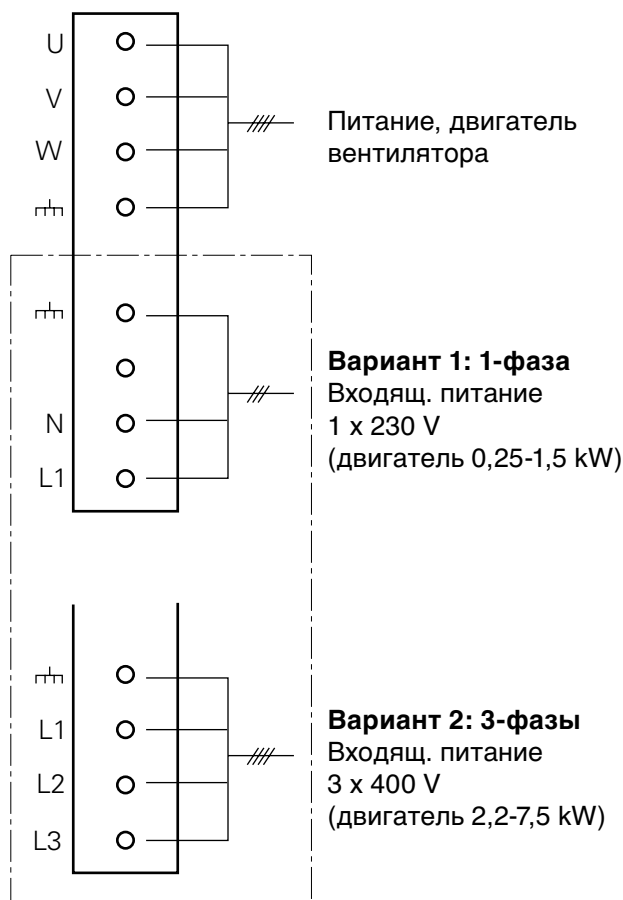 U
V
W
Питание, двигатель
вентилятора
N
L1
Вариант 1: 1-фаза
Входящ. питание
1 x 230 V
(двигатель 0,25-1,5 kW)
L1
L2
L3
Вариант 2: 3-фазы
Входящ. питание
3 x 400 V
(двигатель 2,2-7,5 kW)